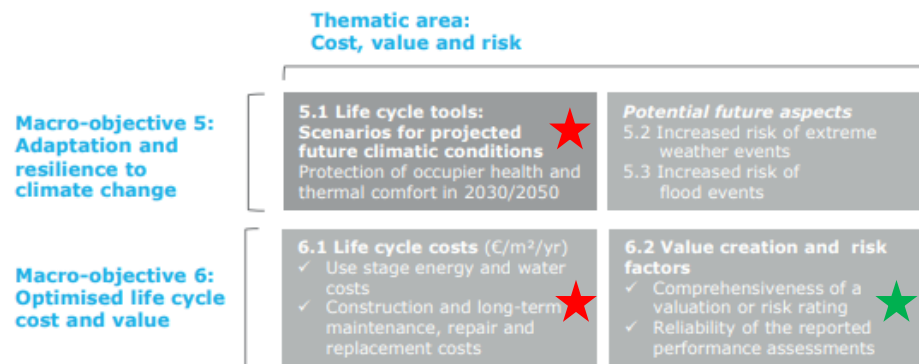 Thematic area:
Cost, value and risk
Macro-objective 5:
Adaptation and
resilience to
climate change
5.1 Life cycle tools:
Scenarios for projected
future climatic conditions
Protection of occupier health and
thermal comfort in 2030/2050
Potential future aspects
5.2 Increased risk of extreme
weather events
5.3 Increased risk of
flood events
Macro-objective 6:
Optimised life cycle
cost and value
6.1 Life cycle costs (€/m²/yr)
✓ Use stage energy and water
costs
✓ Construction and long-term
maintenance, repair and
replacement costs
6.2 Value creation and risk
factors
✓ Comprehensiveness of a
valuation or risk rating
✓ Reliability of the reported
performance assessments